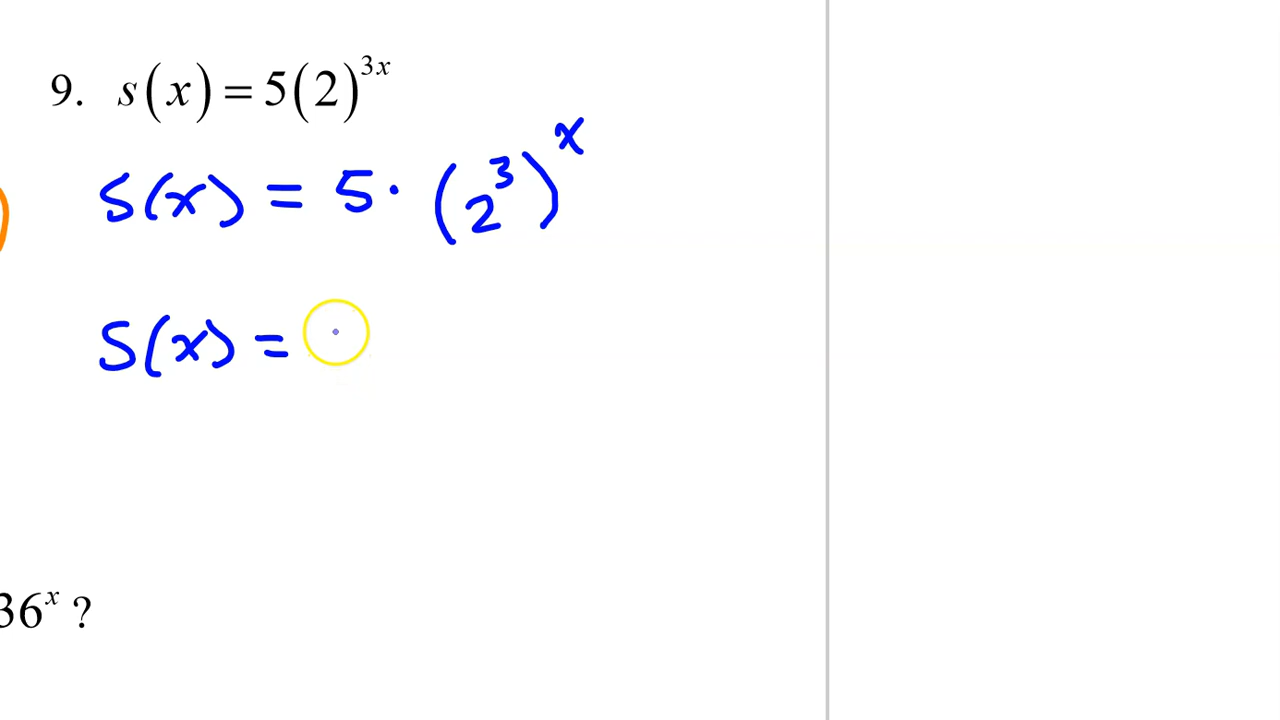 9. s(x) = 5(2)^{3x}
S(x) = 5 · (2^3)^x
S(x) =
36^x ?